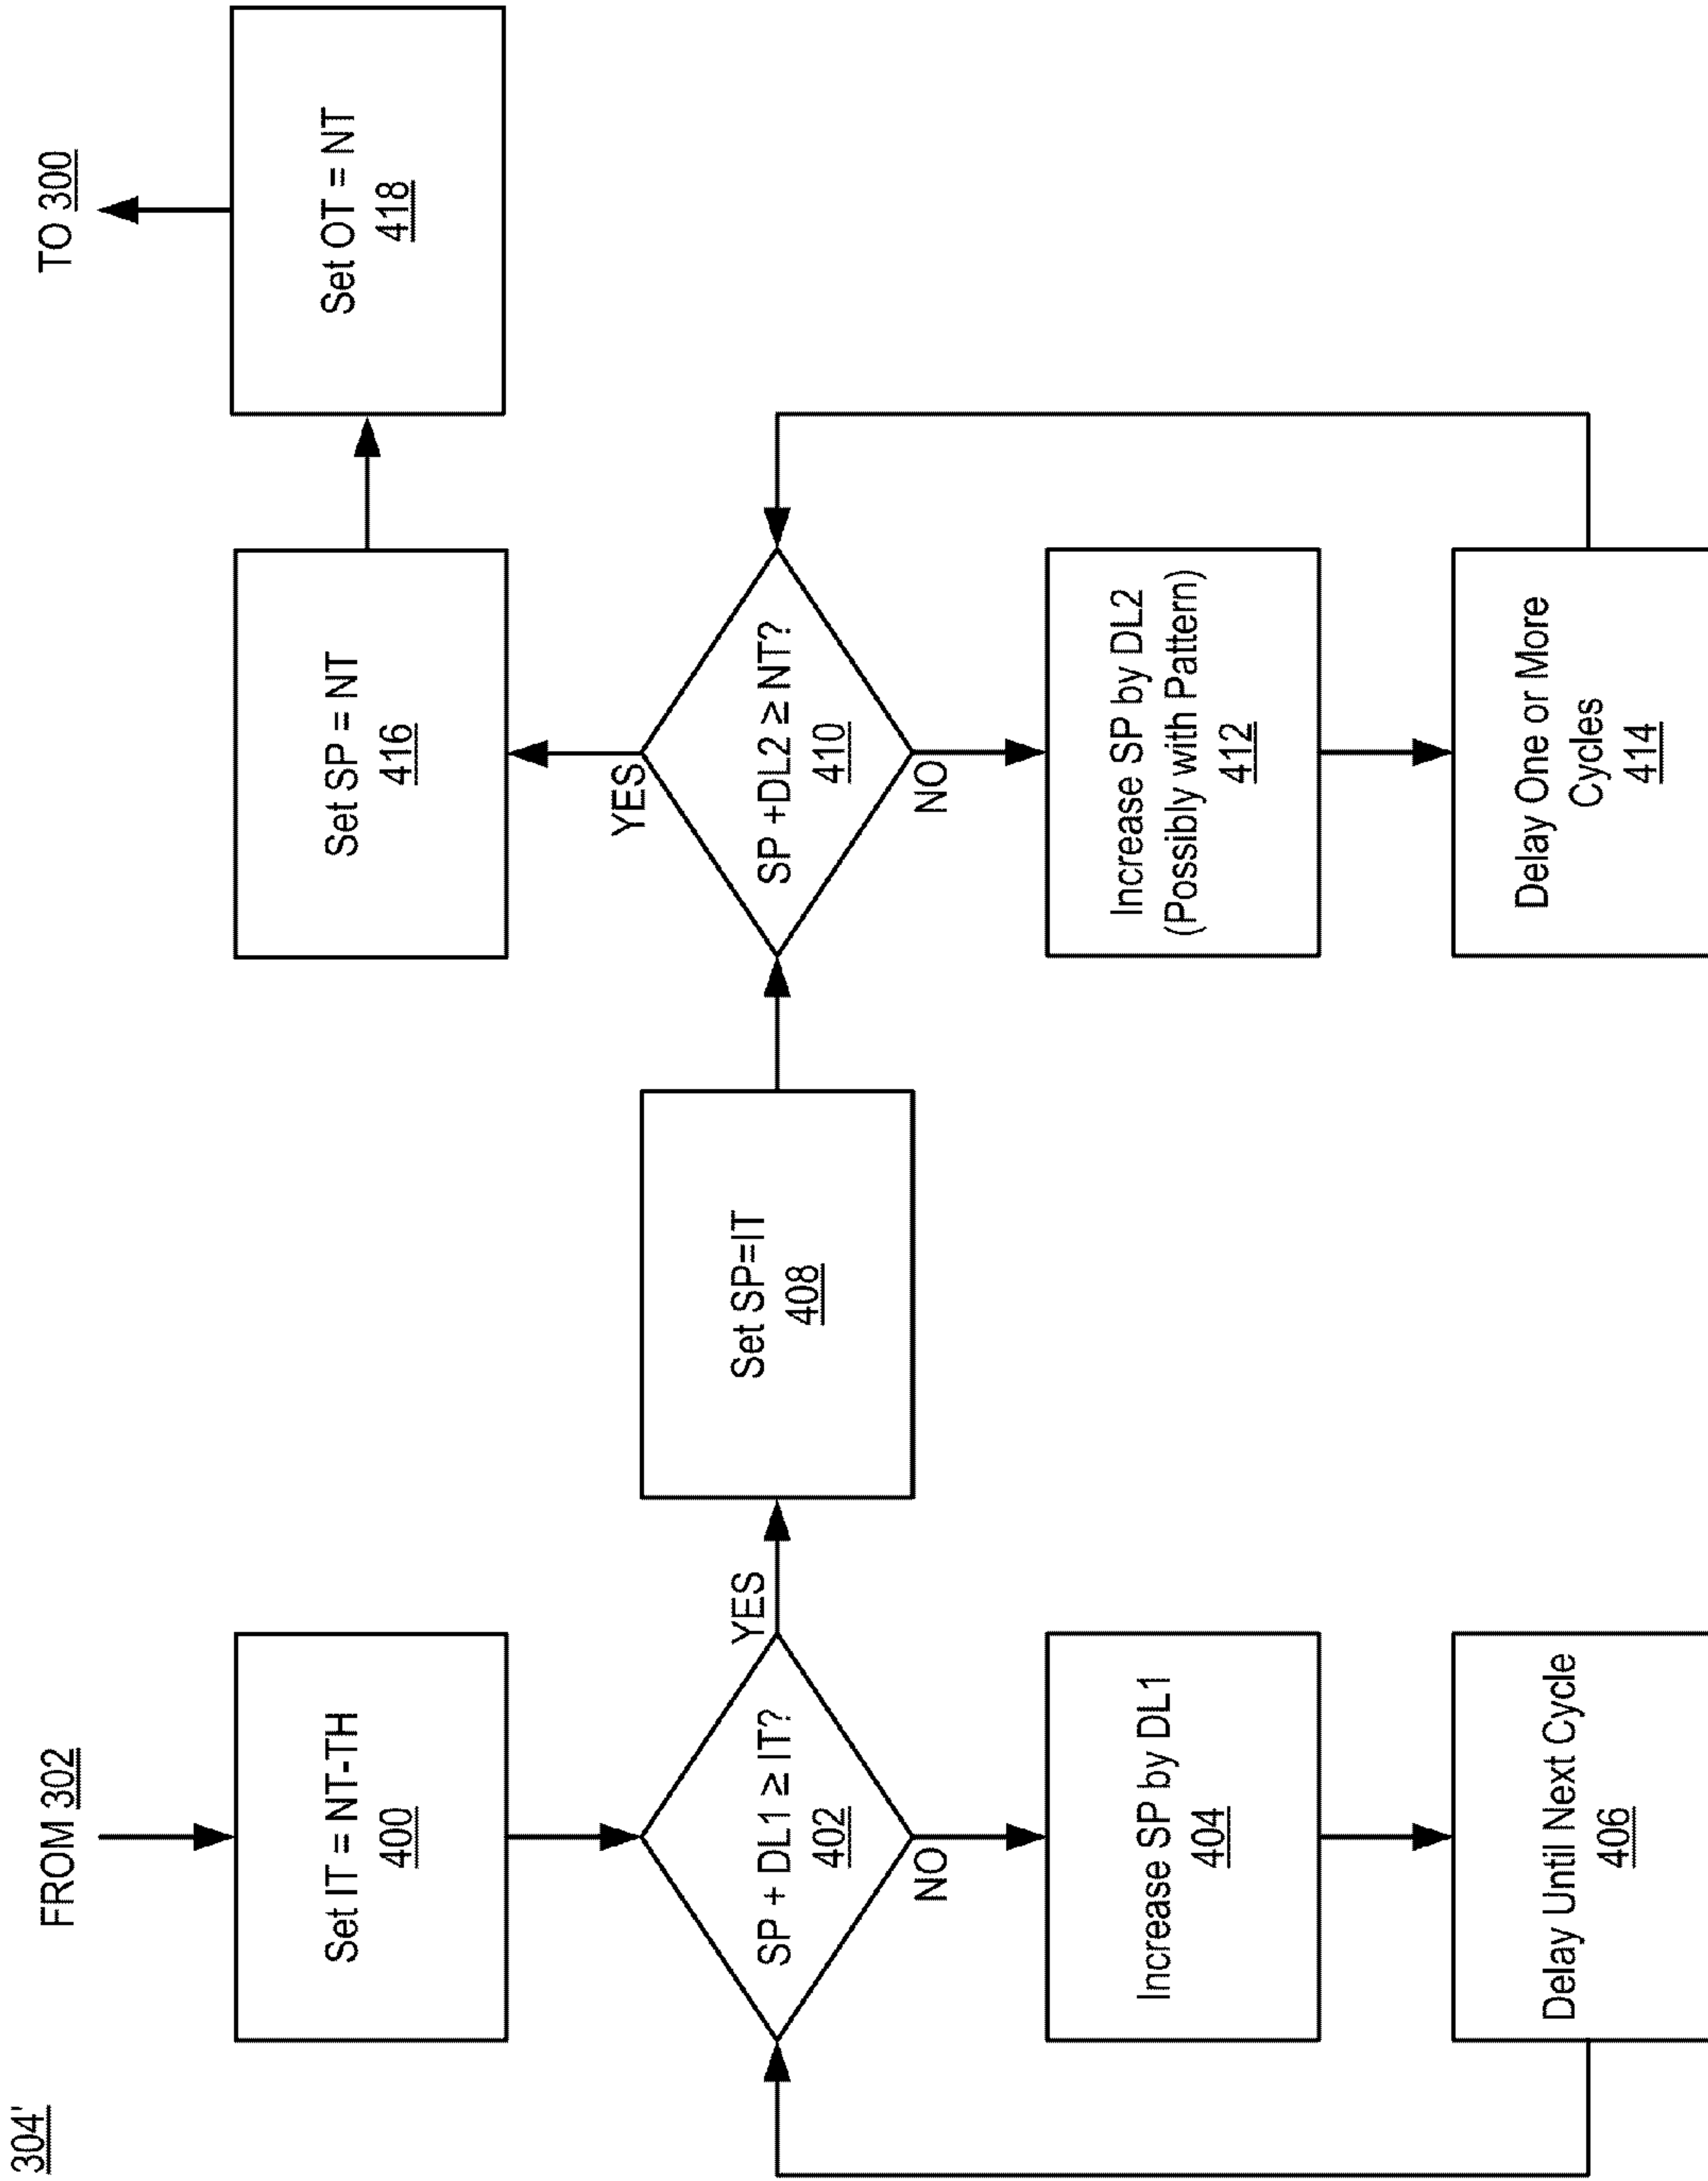 304'
FROM 302
TO 300
Set IT = NT-TH
400
SP + DL1 ≥ IT?
402
YES
NO
Increase SP by DL1
404
Delay Until Next Cycle
406
Set SP=IT
408
SP +DL2 ≥ NT?
410
YES
NO
Increase SP by DL2
(Possibly with Pattern)
412
Delay One or More
Cycles
414
Set SP = NT
416
Set OT = NT
418